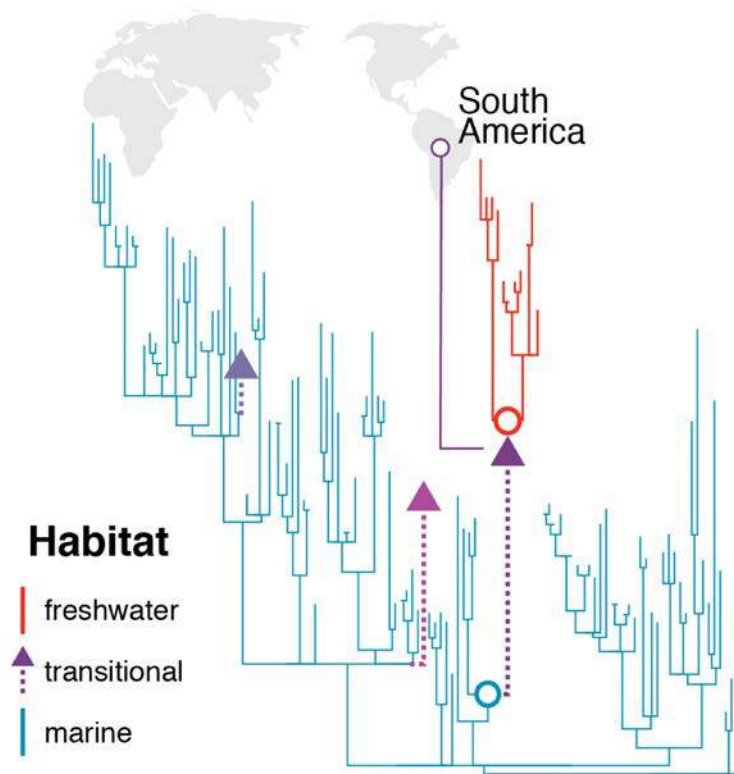 South
America
Habitat
freshwater
transitional
marine